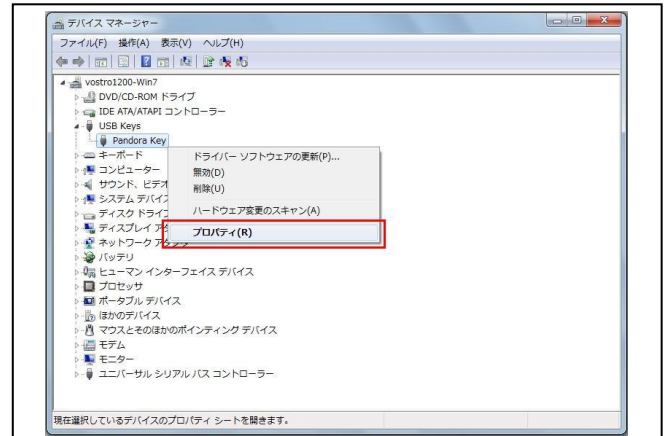 デバイス マネージャー
ファイル(F) 操作(A) 表示(V) ヘルプ(H)
vostro1200-Win7
DVD/CD-ROM ドライブ
IDE ATA/ATAPI コントローラー
USB Keys
Pandora Key
キーボード
コンピューター
サウンド、ビデオ
システム デバイ
ディスク ドライ
ディスプレイ ア
ネットワーク アダプター
バッテリ
ヒューマン インターフェイス デバイス
プロセッサ
ポータブル デバイス
ほかのデバイス
マウスとそのほかのポインティング デバイス
モデム
モニター
ユニバーサル シリアル バス コントローラー
ドライバー ソフトウェアの更新(P)...
無効(D)
削除(U)
ハードウェア変更のスキャン(A)
プロパティ(R)
現在選択しているデバイスのプロパティ シートを開きます。